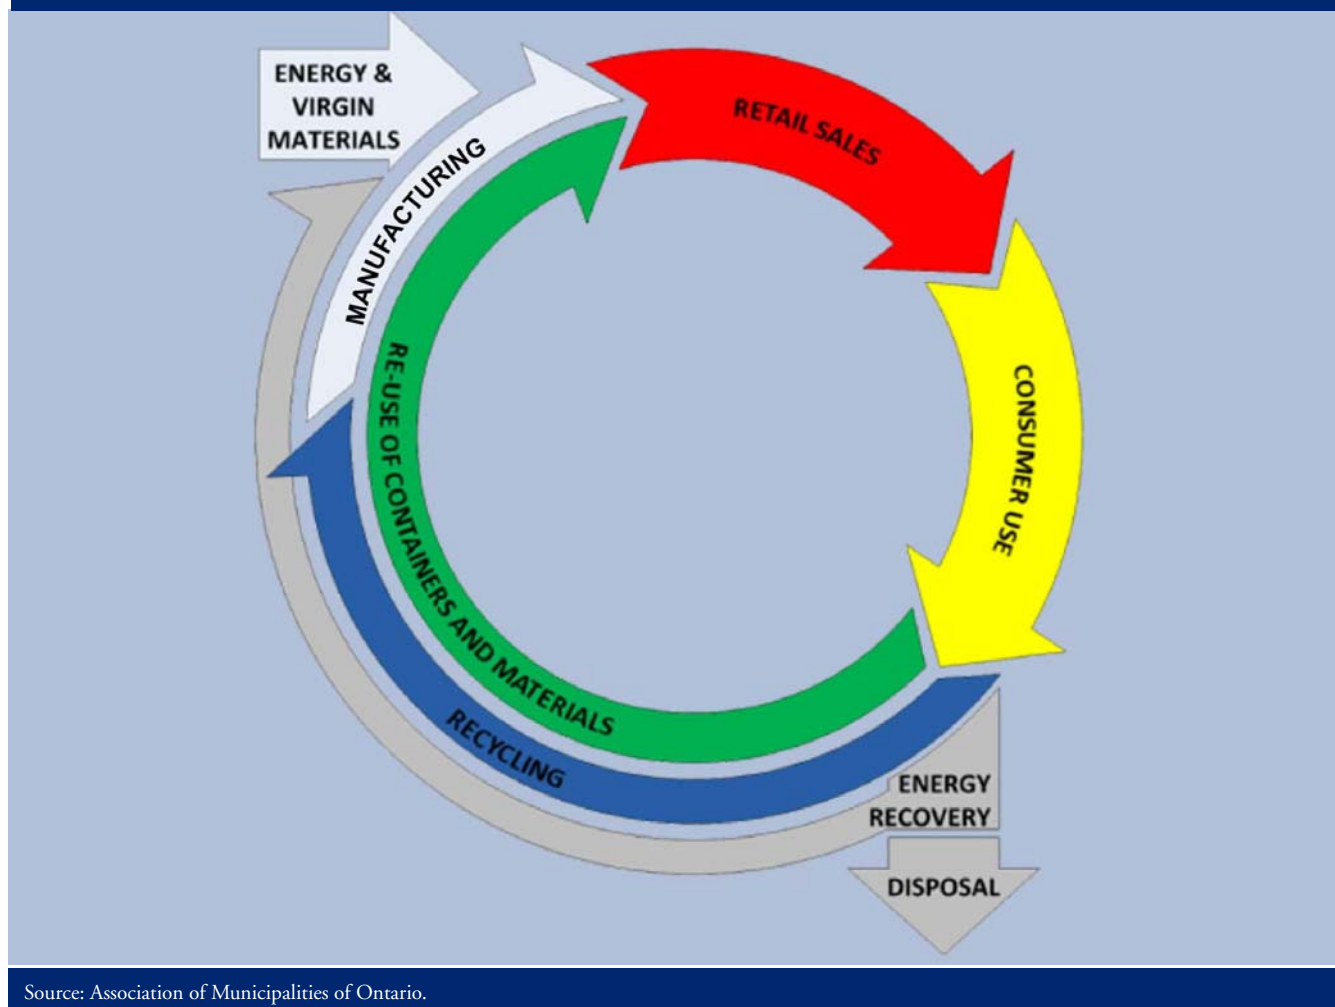 ENERGY &
VIRGIN
MATERIALS
MANUFACTURING
RETAIL SALES
CONSUMER USE
RE-USE OF CONTAINERS AND MATERIALS
RECYCLING
ENERGY
RECOVERY
DISPOSAL
Source: Association of Municipalities of Ontario.